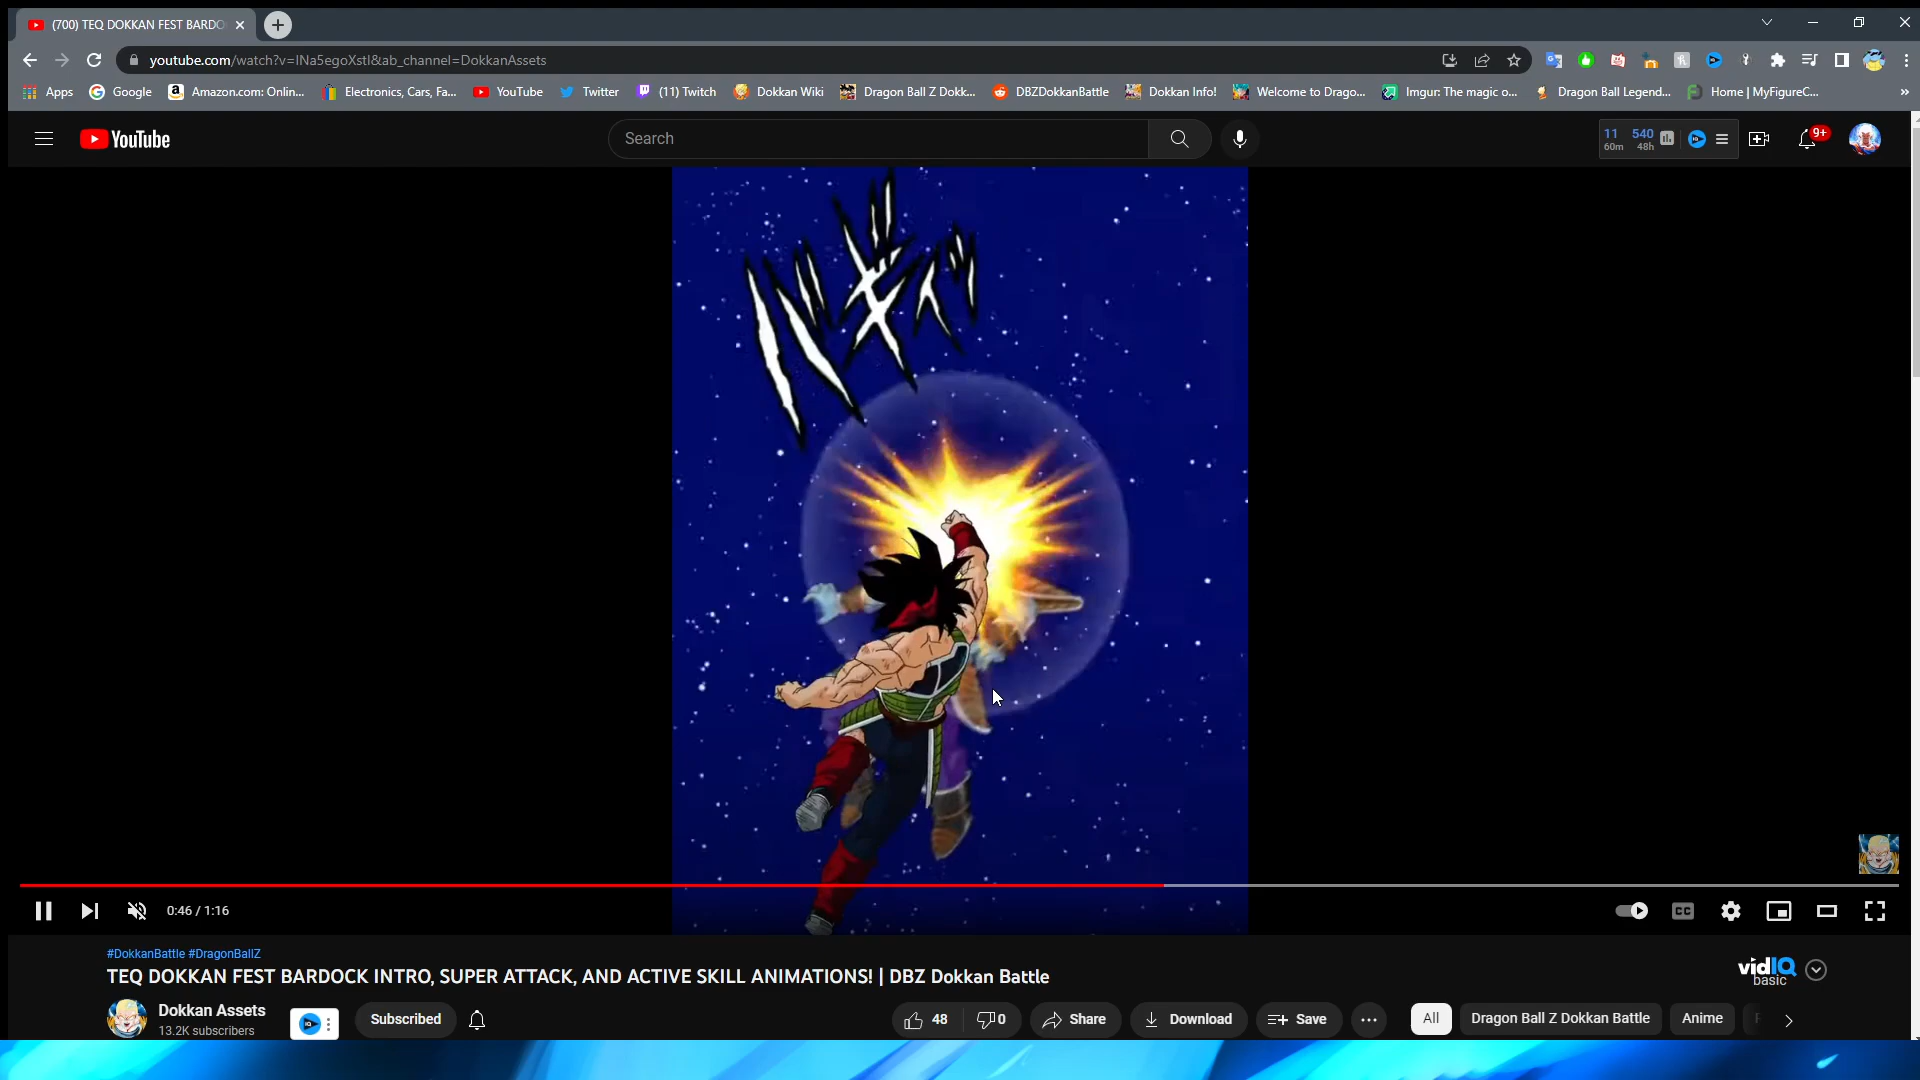 (700) TEQ DOKKAN FEST BARDO
youtube.com/watch?v=INa5egoXstI&ab_channel=DokkanAssets
Apps Google Amazon.com: Onlin... Electronics, Cars, Fa... YouTube Twitter (11) Twitch Dokkan Wiki Dragon Ball Z Dokk... DBZDokkanBattle Dokkan Info! Welcome to Drago... Imgur: The magic o... Dragon Ball Legend... Home | MyFigureC... »
YouTube Search 11 540 9+
60m 48h
0:46 / 1:16 CC
#DokkanBattle #DragonBallZ
TEQ DOKKAN FEST BARDOCK INTRO, SUPER ATTACK, AND ACTIVE SKILL ANIMATIONS! | DBZ Dokkan Battle
vidIQ
basic
Dokkan Assets
13.2K subscribers
Subscribed 48 0 Share Download Save All Dragon Ball Z Dokkan Battle Anime